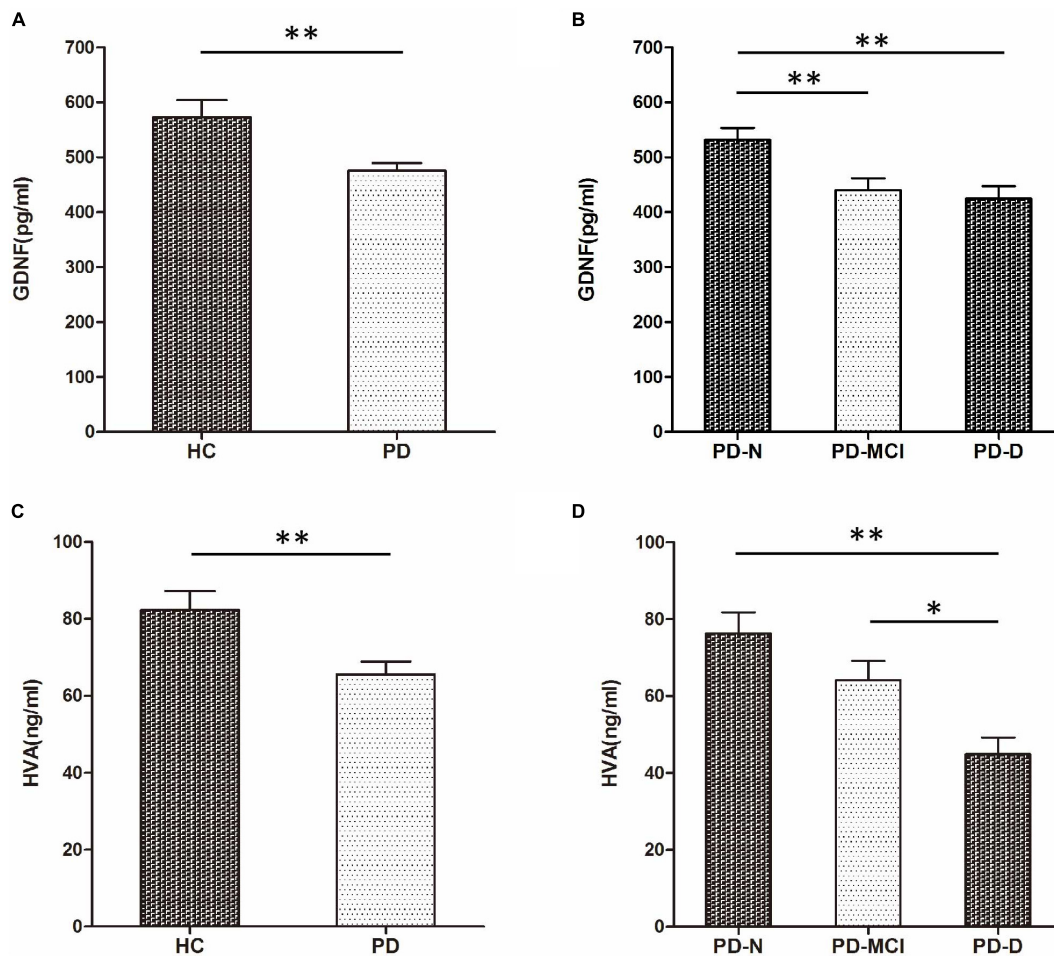 A
**
700
600
500
400
300
200
100
0
GDNF(pg/ml)
HC PD
B
**
**
700
600
500
400
300
200
100
0
GDNF(pg/ml)
PD-N PD-MCI PD-D
C
**
100
80
60
40
20
0
HVA(ng/ml)
HC PD
D
**
*
100
80
60
40
20
0
HVA(ng/ml)
PD-N PD-MCI PD-D